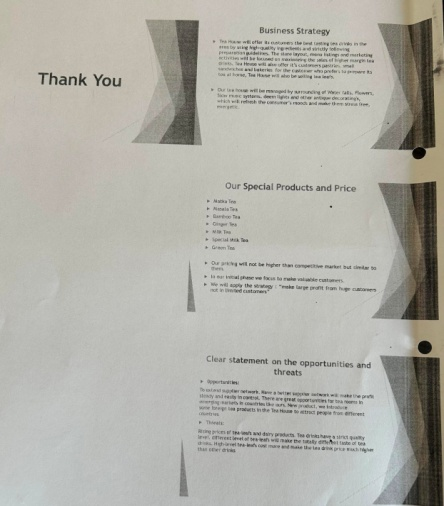 Thank You
Business Strategy
Tea House will offer its customers the best tasting tea drinks in the
area by using high-quality ingredients and strictly following
preparation guidelines. The store layout, menu listings and marketing
activities will be focused on maximizing the sales of higher margin tea
drinks. Tea House will also offer it's customers pastries, small
sandwiches and For the customer who prefers to prepare its
tea at home, Tea House will also be selling tea leafs.
Our tea house will be managed by surrounding of Water falls, Flowers,
music systems, lights and other antique
which will refresh the consumer's moods and make them stress free,
energetic.
Our Special Products and Price
Matka Tea
Masala Tea
Tandoor Tea
Ginger Tea
Milk Tea
Special Milk Tea
Green Tea
Our pricing will not be higher than competitive market but similar to
them.
In our initial phase we focus to make valuable customers.
We will apply the strategy : "make large profit from huge customers
not in limited customers"
Clear statement on the opportunities and
threats
Opportunities:
To extend supplier network. Have a better supplier network will make the profit
steady and easily in control. There are great opportunities for tea rooms in
emerging markets in countries like ours. New product, we introduce
some foreign tea products in the Tea House to attract people from different
countries.
Threats:
Rising prices of tea-leafs and dairy products. Tea drinks have a strict quality
level, different level of tea-leafs will make the totally different taste of tea
drinks. High level tea-leafs cost more and make the tea drink price much higher
than other drinks.